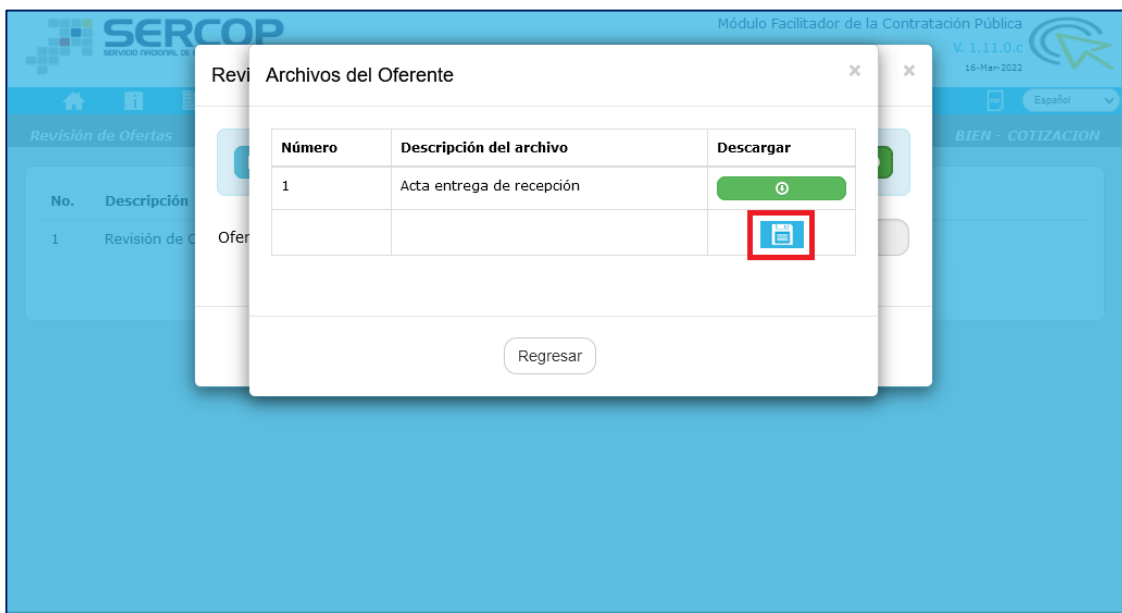 SERCOP
SERVICIO NACIONAL DE
Módulo Facilitador de la Contratación Pública
V. 1.11.0.c
16-Mar-2022
Español
Revisión de Ofertas
BIEN - COTIZACION
No. Descripción
1 Revisión de
Revi
×
Ofer
Archivos del Oferente ×
Número Descripción del archivo Descargar
1 Acta entrega de recepción
Regresar